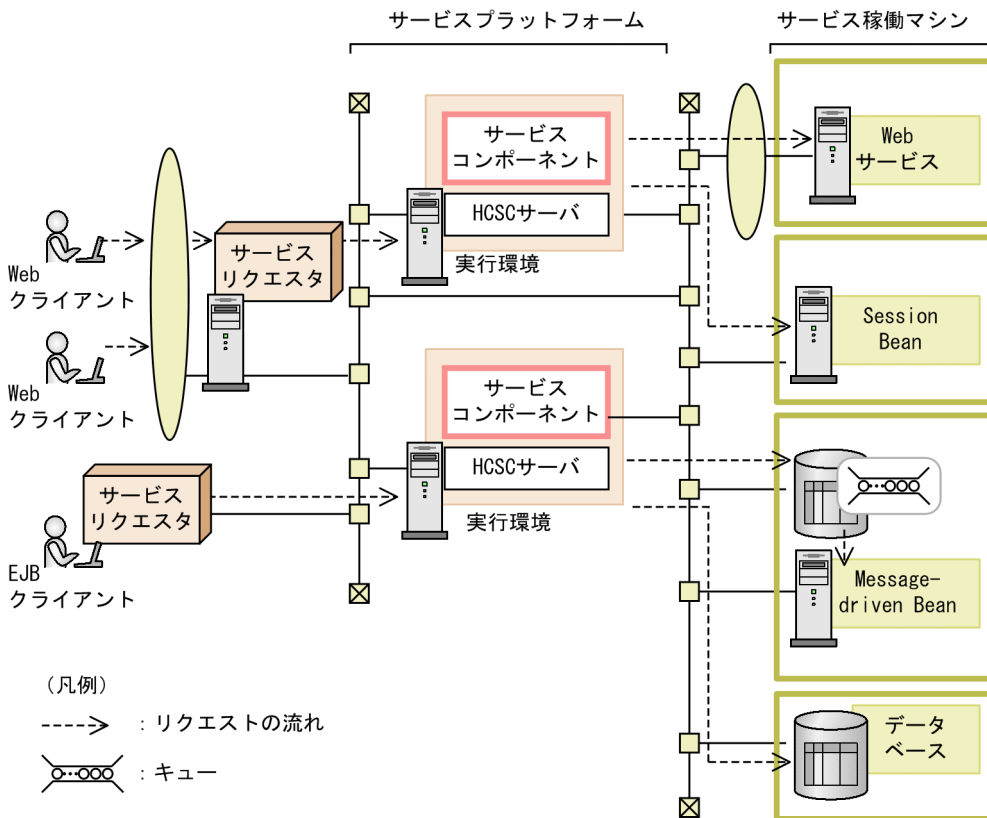 サービスプラットフォーム
サービス稼働マシン
サービス
コンポーネント
HCSCサーバ
実行環境
Web
サービス
サービス
リクエスタ
Web
クライアント
Web
クライアント
Session
Bean
サービス
コンポーネント
HCSCサーバ
実行環境
サービス
リクエスタ
EJB
クライアント
Message-
driven Bean
データ
ベース
(凡例)
:リクエストの流れ
:キュー